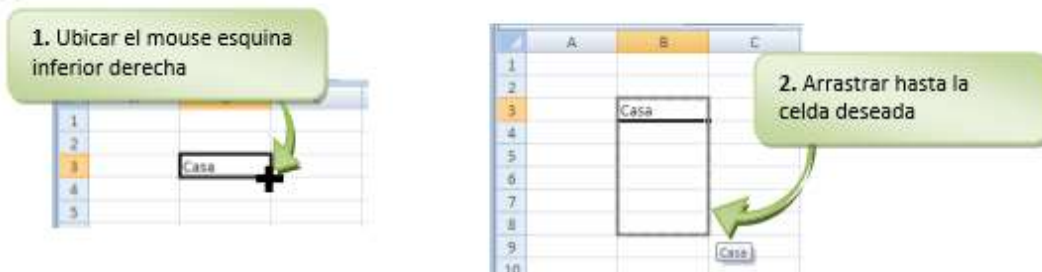 1. Ubicar el mouse esquina
inferior derecha
1
2
3 Casa
4
5
A B C
1
2
3 Casa
4
5
6
7
8
9
10
Casa
2. Arrastrar hasta la
celda deseada